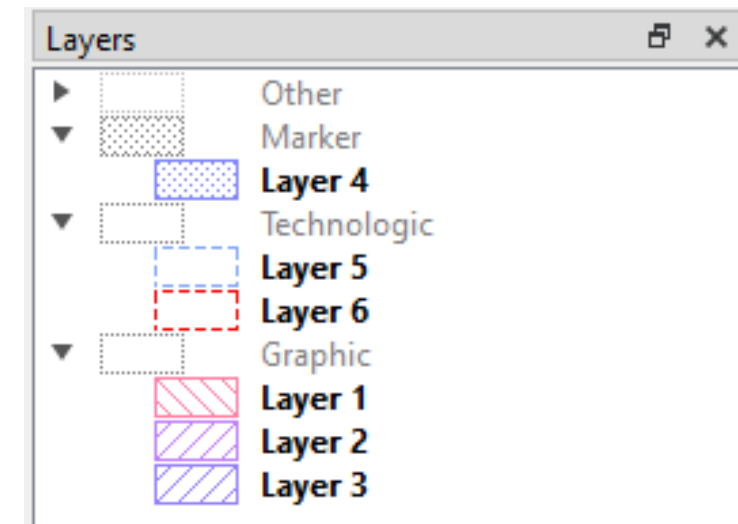 Layers
Other
Marker
Layer 4
Technologic
Layer 5
Layer 6
Graphic
Layer 1
Layer 2
Layer 3